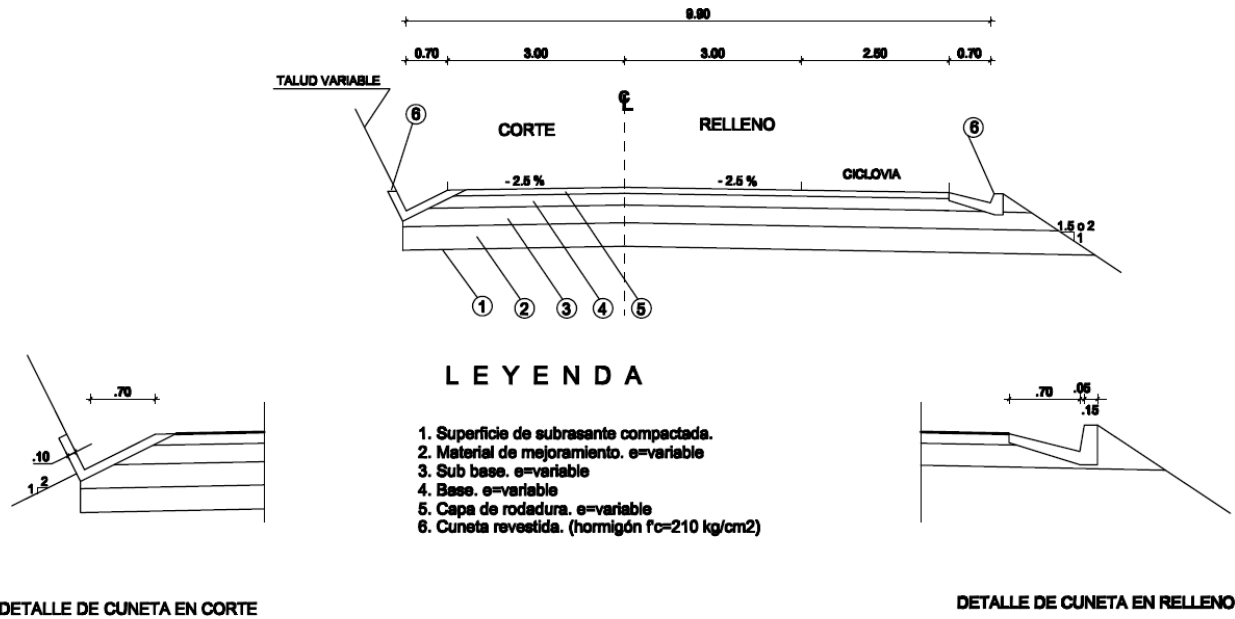 9.90
0.70 3.00 3.00 2.50 0.70
TALUD VARIABLE
6
CORTE
RELLENO
6
- 2.5 %
- 2.5 %
CICLOVIA
1.5 o 2
1
1
2
3
4
5
LEYENDA
1. Superficie de subrasante compactada.
2. Material de mejoramiento. e=variable
3. Sub base. e=variable
4. Base. e=variable
5. Capa de rodadura. e=variable
6. Cuneta revestida. (hormigón f'c=210 kg/cm2)
.70
.10
1 2
DETALLE DE CUNETA EN CORTE
.70 .05
.15
DETALLE DE CUNETA EN RELLENO